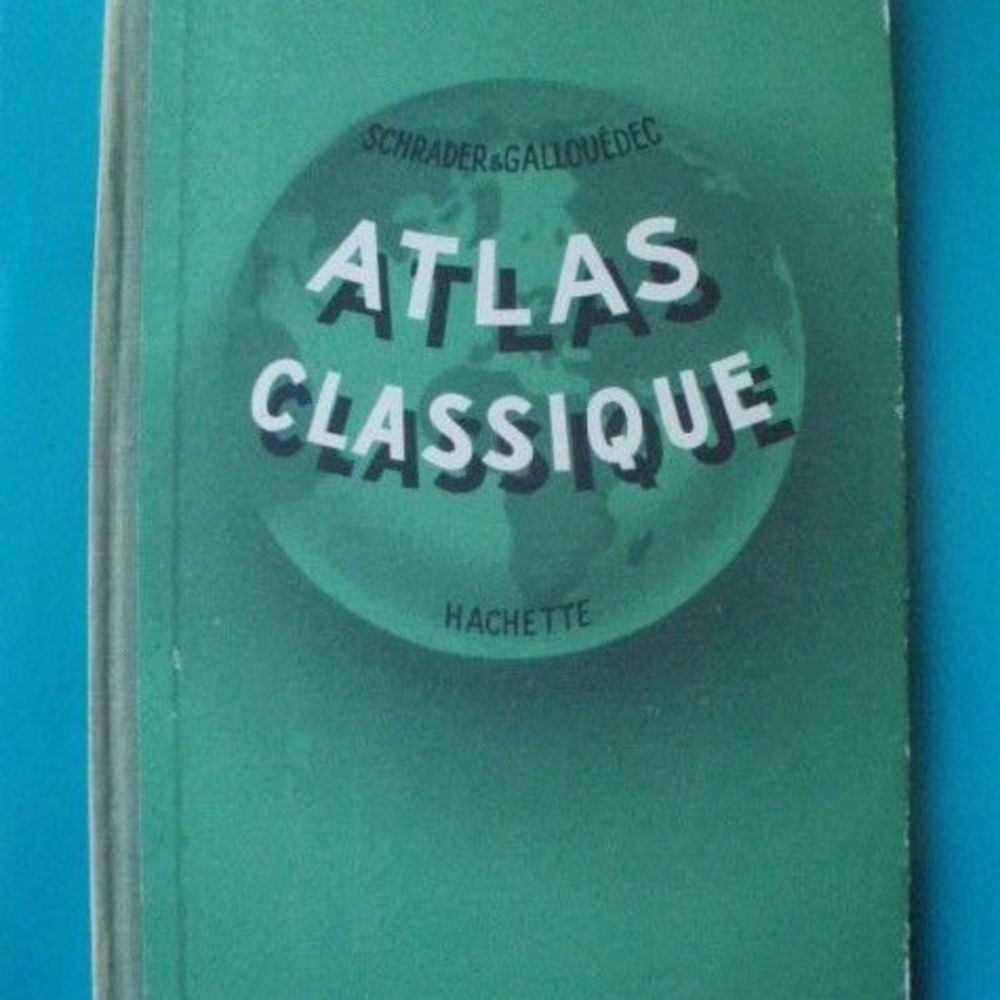 SCHRADER & GALLOUÉDEC
ATLAS
CLASSIQUE
HACHETTE